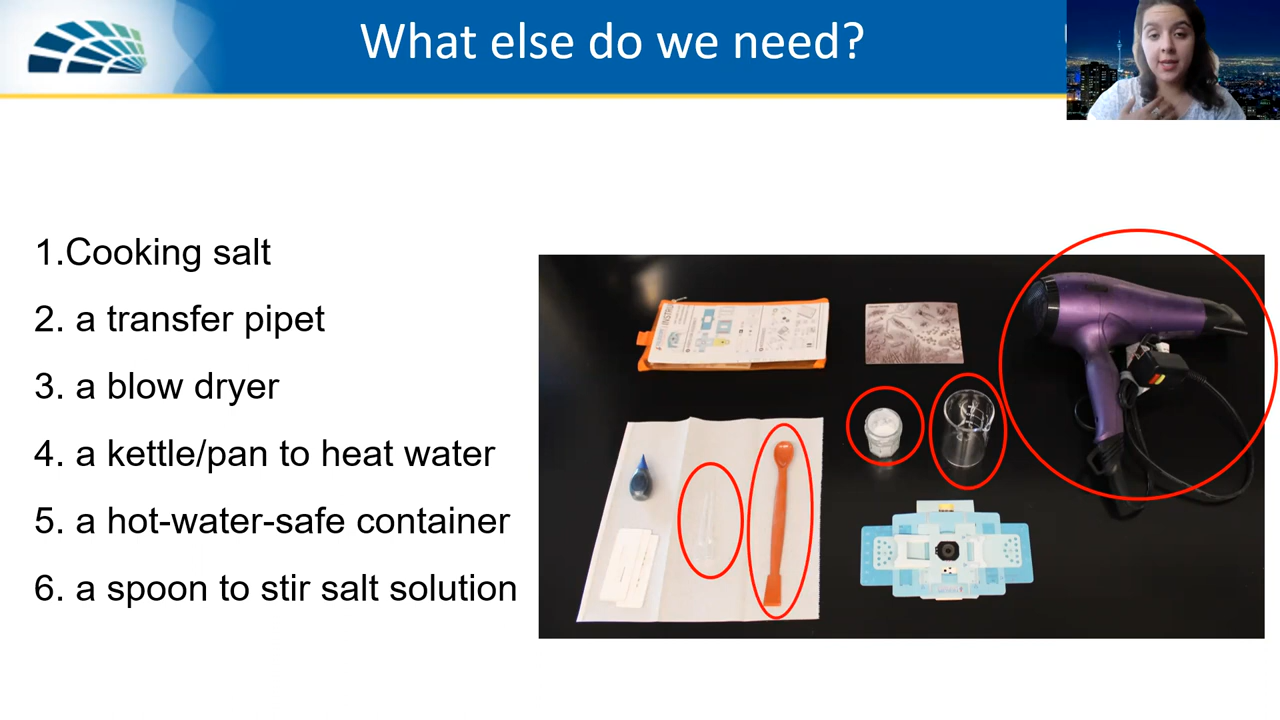 What else do we need?
1.Cooking salt
2. a transfer pipet
3. a blow dryer
4. a kettle/pan to heat water
5. a hot-water-safe container
6. a spoon to stir salt solution